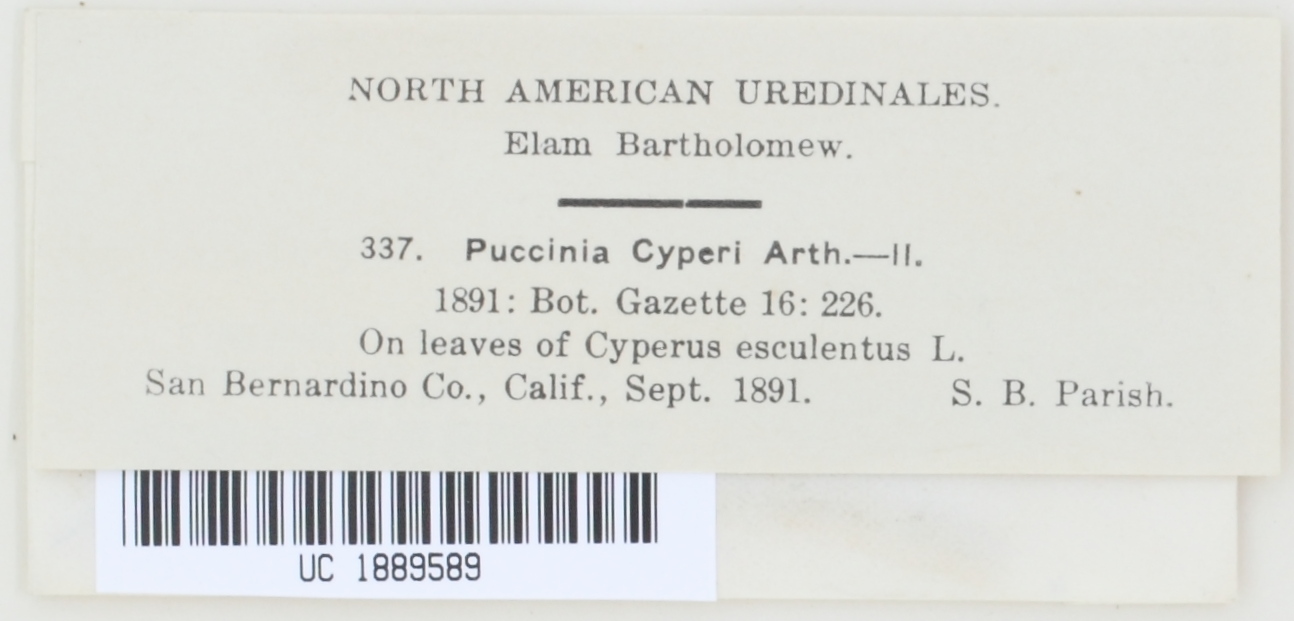 NORTH AMERICAN UREDINALES.
Elam Bartholomew.
337. Puccinia Cyperi Arth.—II.
1891: Bot. Gazette 16: 226.
On leaves of Cyperus esculentus L.
San Bernardino Co., Calif., Sept. 1891. S. B. Parish.
UC 1889589